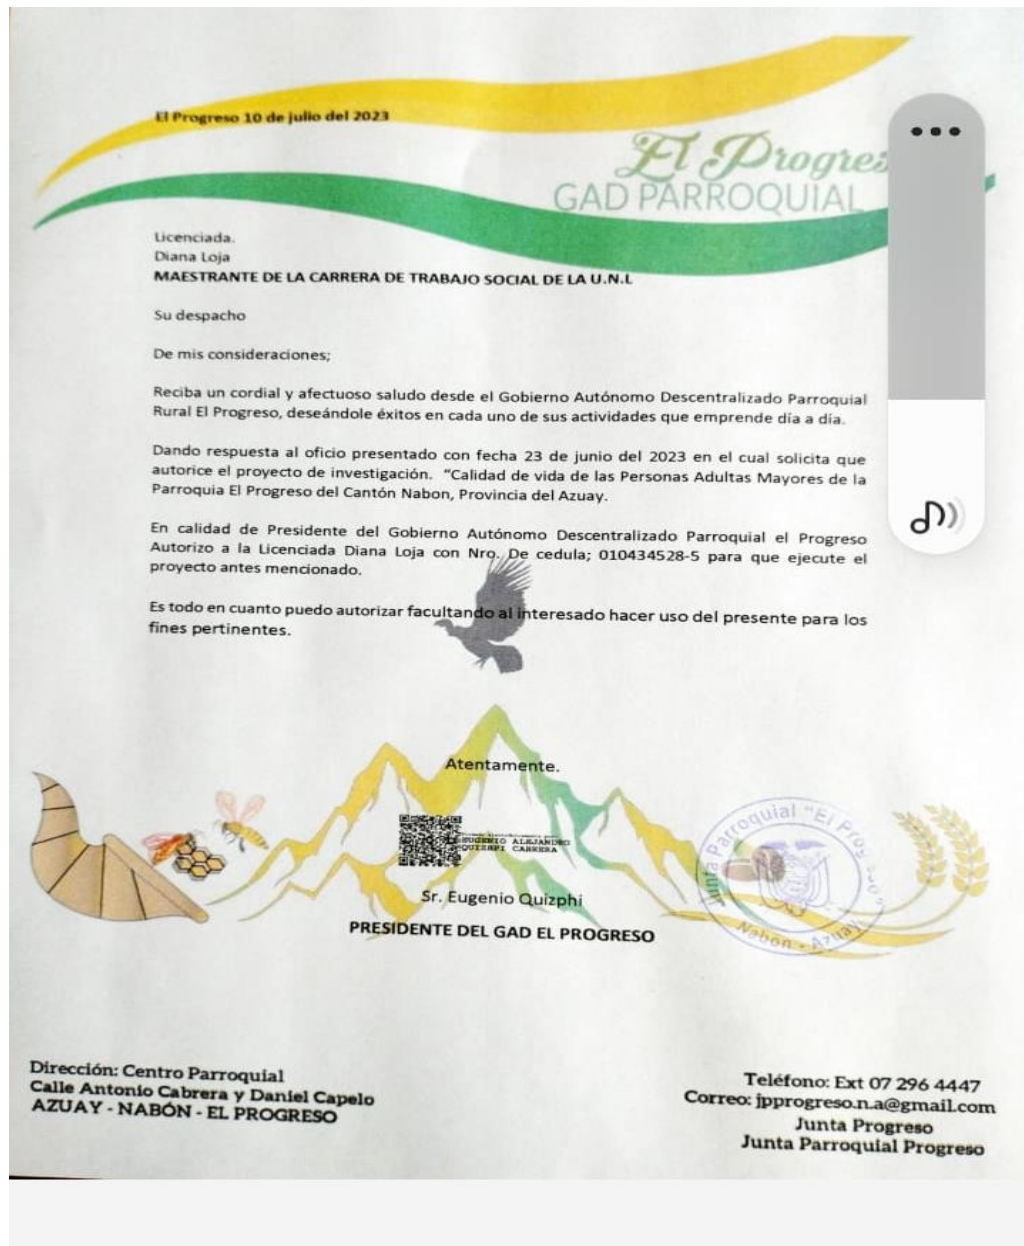 El Progreso 10 de julio del 2023
El Progres
GAD PARROQUIAL
Licenciada.
Diana Loja
MAESTRANTE DE LA CARRERA DE TRABAJO SOCIAL DE LA U.N.L
Su despacho
De mis consideraciones;
Reciba un cordial y afectuoso saludo desde el Gobierno Autónomo Descentralizado Parroquial
Rural El Progreso, deseándole éxitos en cada uno de sus actividades que emprende día a día.
Dando respuesta al oficio presentado con fecha 23 de junio del 2023 en el cual solicita que
autorice el proyecto de investigación. “Calidad de vida de las Personas Adultas Mayores de la
Parroquia El Progreso del Cantón Nabon, Provincia del Azuay.
En calidad de Presidente del Gobierno Autónomo Descentralizado Parroquial el Progreso
Autorizo a la Licenciada Diana Loja con Nro. De cedula; 010434528-5 para que ejecute el
proyecto antes mencionado.
Es todo en cuanto puedo autorizar facultando al interesado hacer uso del presente para los
fines pertinentes.
Atentamente.
EUGENIO ALEJANDRO
QUIZHPI CABRERA
Junta Parroquial "El Progreso"
Nabon - Azuay
Sr. Eugenio Quizphi
PRESIDENTE DEL GAD EL PROGRESO
Dirección: Centro Parroquial
Calle Antonio Cabrera y Daniel Capelo
AZUAY - NABÓN - EL PROGRESO
Teléfono: Ext 07 296 4447
Correo: jpprogreso.n.a@gmail.com
Junta Progreso
Junta Parroquial Progreso